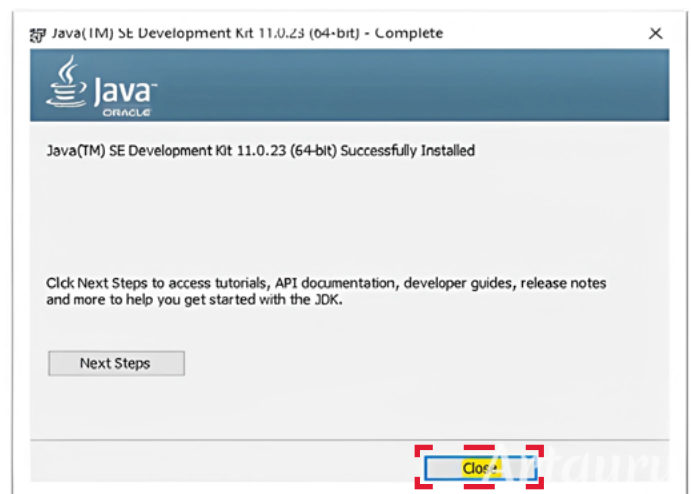 Java(TM) SE Development Kit 11.0.23 (64-bit) - Complete
Java
ORACLE
Java(TM) SE Development Kit 11.0.23 (64-bit) Successfully Installed
Click Next Steps to access tutorials, API documentation, developer guides, release notes
and more to help you get started with the JDK.
Next Steps
Close